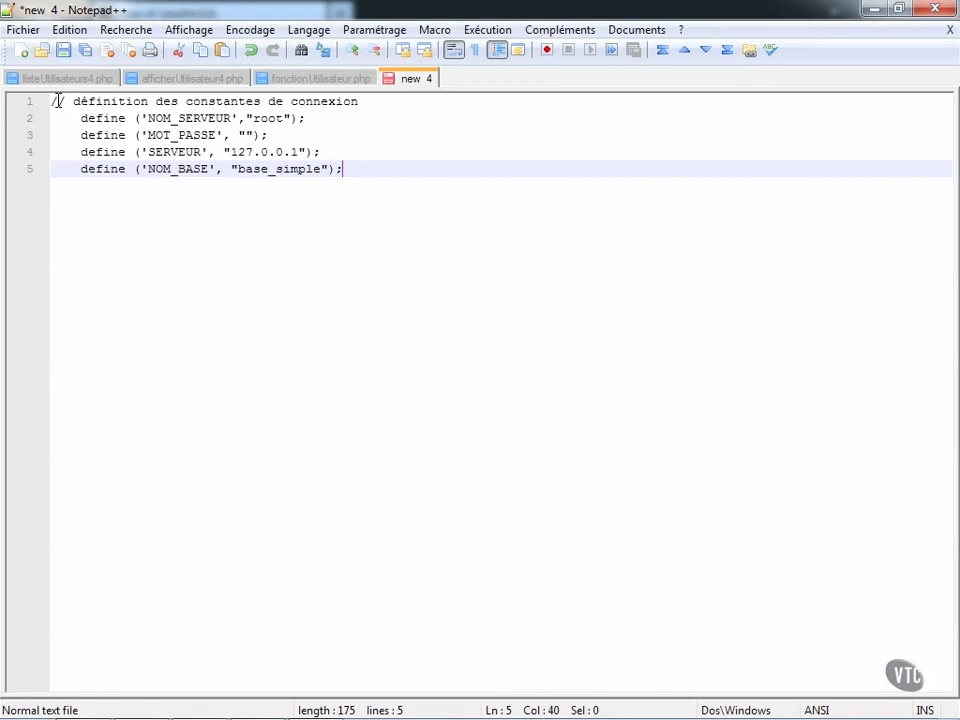 *new 4 - Notepad++
Fichier Edition Recherche Affichage Encodage Langage Paramétrage Macro Exécution Compléments Documents ? X
listeUtilisateurs4.php afficherUtilisateur4.php fonctionUtilisateur.php new 4
1 // définition des constantes de connexion
2 define ('NOM_SERVEUR',"root");
3 define ('MOT_PASSE', "");
4 define ('SERVEUR', "127.0.0.1");
5 define ('NOM_BASE', "base_simple");
VTC
Normal text file length : 175 lines : 5 Ln : 5 Col : 40 Sel : 0 Dos\Windows ANSI INS